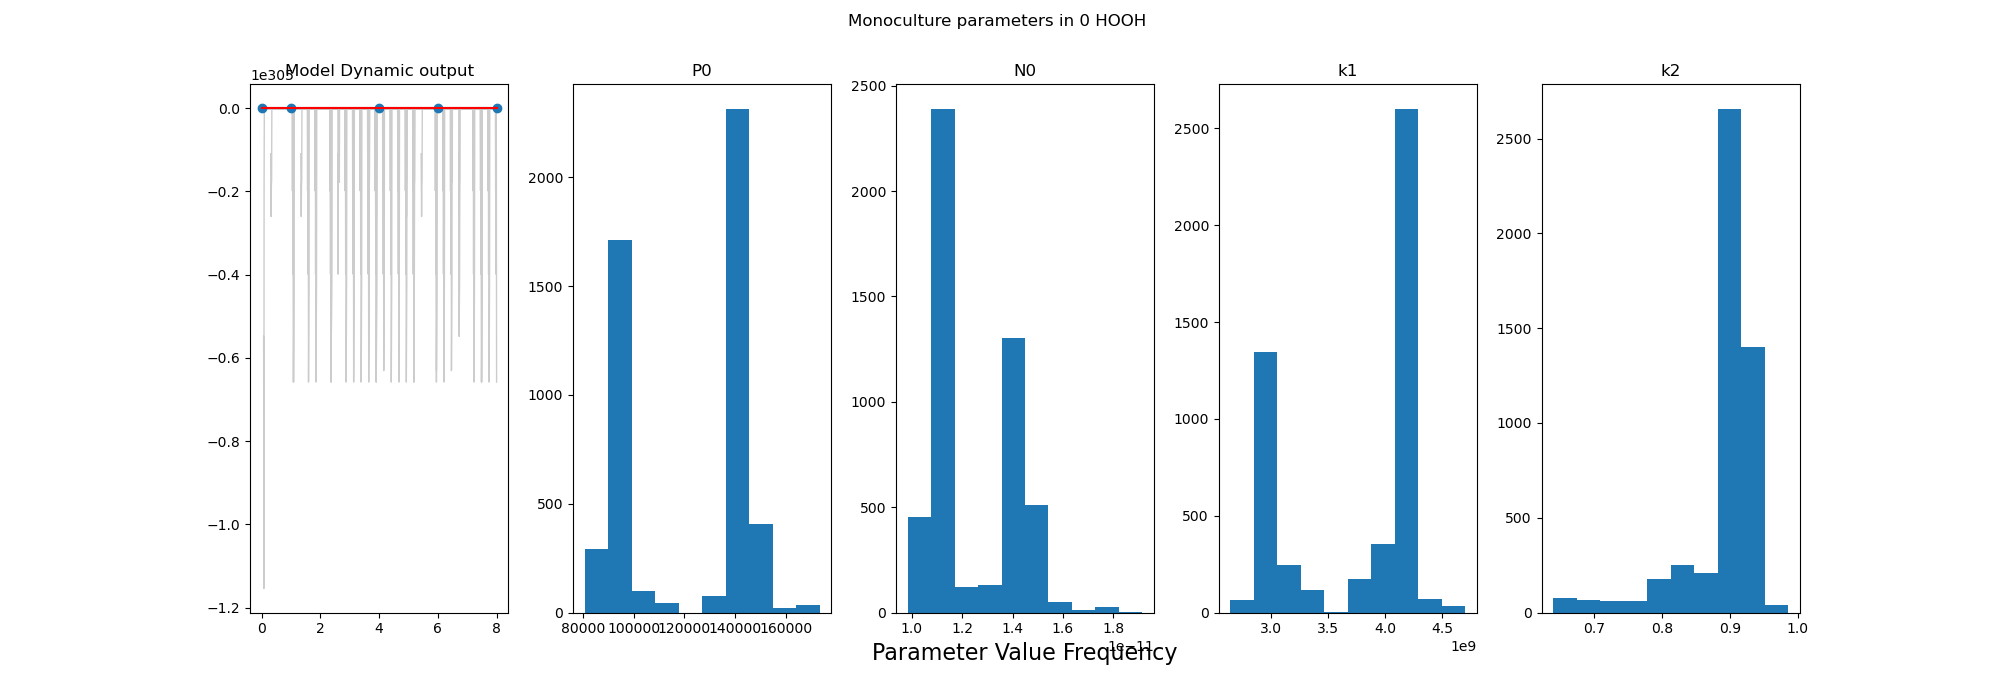 Monoculture parameters in 0 HOOH
1e305
Model Dynamic output
0.0
−0.2
−0.4
−0.6
−0.8
−1.0
−1.2
0 2 4 6 8
P0
2000
1500
1000
500
0
80000 100000 120000 140000 160000
N0
2500
2000
1500
1000
500
0
1.0 1.2 1.4 1.6 1.8
1e−11
k1
2500
2000
1500
1000
500
0
3.0 3.5 4.0 4.5
1e9
k2
2500
2000
1500
1000
500
0
0.7 0.8 0.9 1.0
Parameter Value Frequency